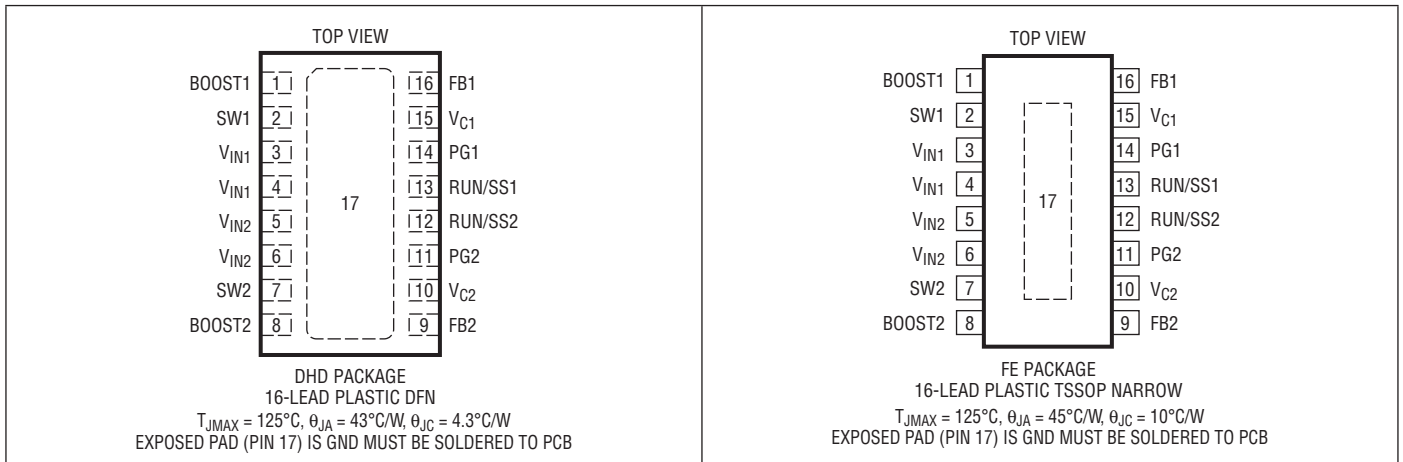 TOP VIEW
BOOST1 1 16 FB1
SW1 2 15 VC1
VIN1 3 14 PG1
VIN1 4 13 RUN/SS1
17
VIN2 5 12 RUN/SS2
VIN2 6 11 PG2
SW2 7 10 VC2
BOOST2 8 9 FB2
DHD PACKAGE
16-LEAD PLASTIC DFN
TJMAX = 125°C, θJA = 43°C/W, θJC = 4.3°C/W
EXPOSED PAD (PIN 17) IS GND MUST BE SOLDERED TO PCB
TOP VIEW
BOOST1 1 16 FB1
SW1 2 15 VC1
VIN1 3 14 PG1
VIN1 4 13 RUN/SS1
17
VIN2 5 12 RUN/SS2
VIN2 6 11 PG2
SW2 7 10 VC2
BOOST2 8 9 FB2
FE PACKAGE
16-LEAD PLASTIC TSSOP NARROW
TJMAX = 125°C, θJA = 45°C/W, θJC = 10°C/W
EXPOSED PAD (PIN 17) IS GND MUST BE SOLDERED TO PCB